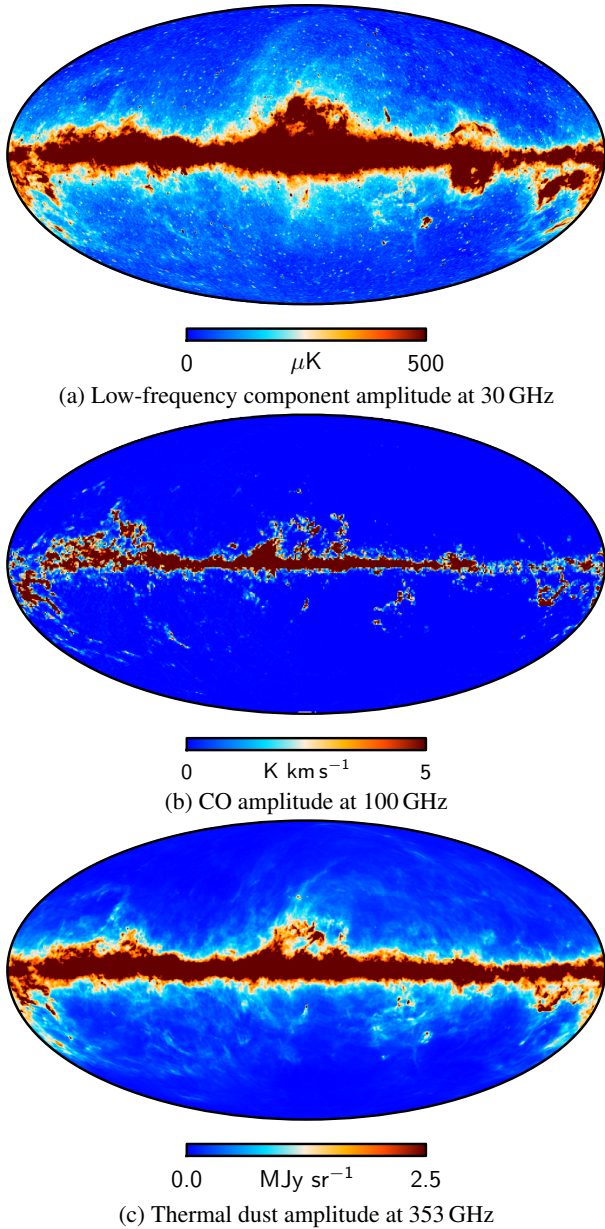 0 μK 500
(a) Low-frequency component amplitude at 30 GHz
0 K km s⁻¹ 5
(b) CO amplitude at 100 GHz
0.0 MJy sr⁻¹ 2.5
(c) Thermal dust amplitude at 353 GHz